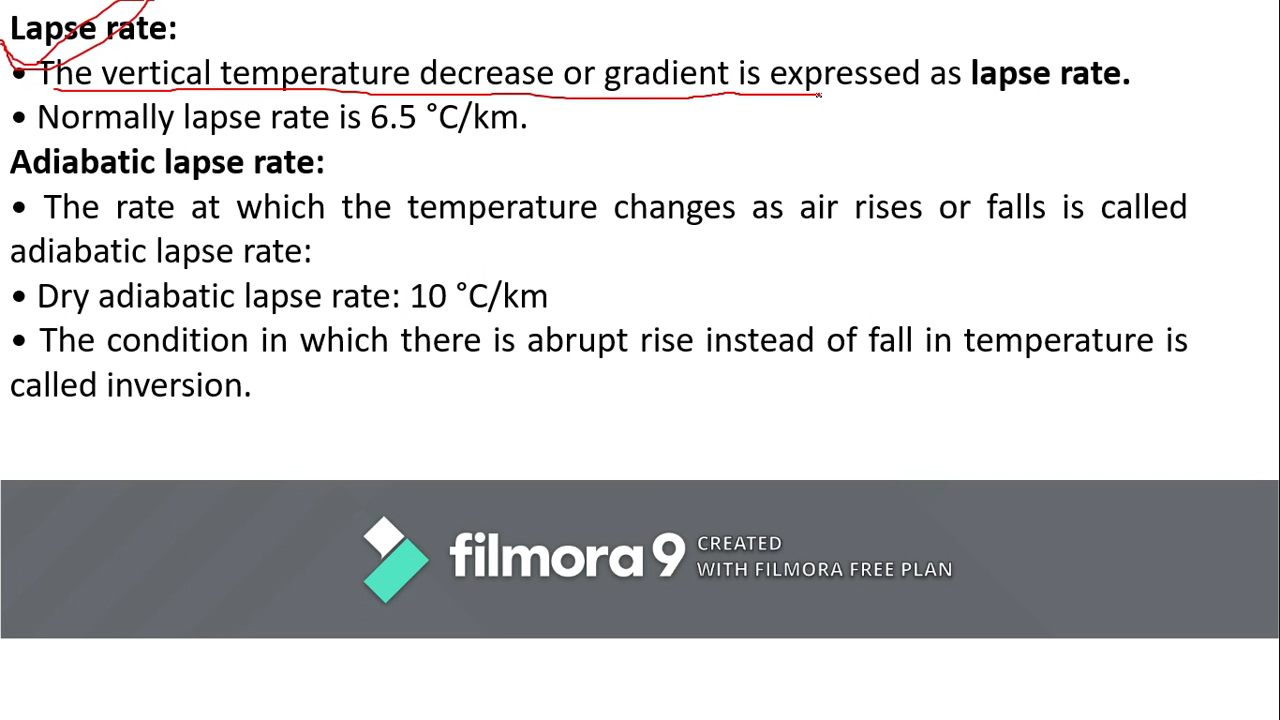 Lapse rate:
• The vertical temperature decrease or gradient is expressed as lapse rate.
• Normally lapse rate is 6.5 °C/km.
Adiabatic lapse rate:
• The rate at which the temperature changes as air rises or falls is called
adiabatic lapse rate:
• Dry adiabatic lapse rate: 10 °C/km
• The condition in which there is abrupt rise instead of fall in temperature is
called inversion.
filmora 9
CREATED
WITH FILMORA FREE PLAN